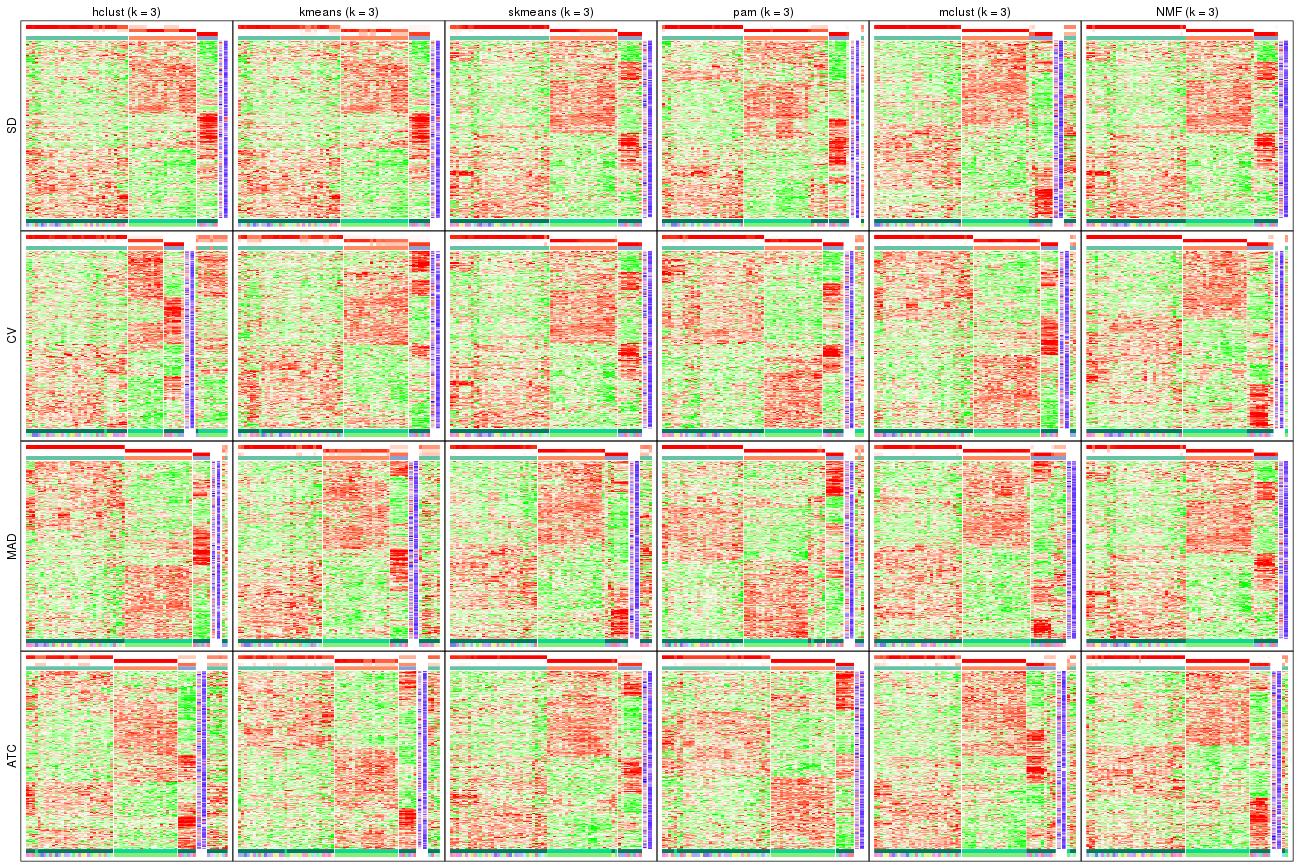 hclust (k = 3)
kmeans (k = 3)
skmeans (k = 3)
pam (k = 3)
mclust (k = 3)
NMF (k = 3)
SD
CV
MAD
ATC